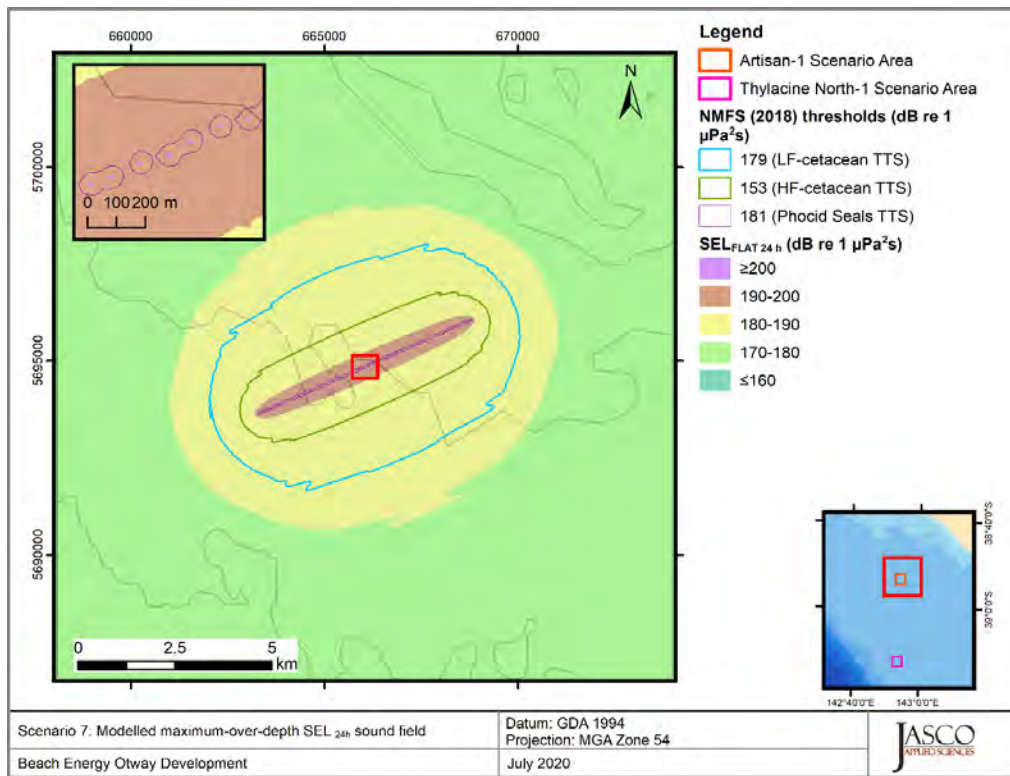 660000 665000 670000
5700000
5695000
5690000
N
0 100 200 m
0 2.5 5
km
Legend
Artisan-1 Scenario Area
Thylacine North-1 Scenario Area
NMFS (2018) thresholds (dB re 1
µPa²s)
179 (LF-cetacean TTS)
153 (HF-cetacean TTS)
181 (Phocid Seals TTS)
SEL FLAT 24 h (dB re 1 µPa²s)
≥200
190-200
180-190
170-180
≤160
38°40'S
39°0'0"S
142°40'0"E 143°0'0"E
Scenario 7: Modelled maximum-over-depth SEL 24h sound field
Beach Energy Otway Development
Datum: GDA 1994
Projection: MGA Zone 54
July 2020
JASCO
APPLIED SCIENCES